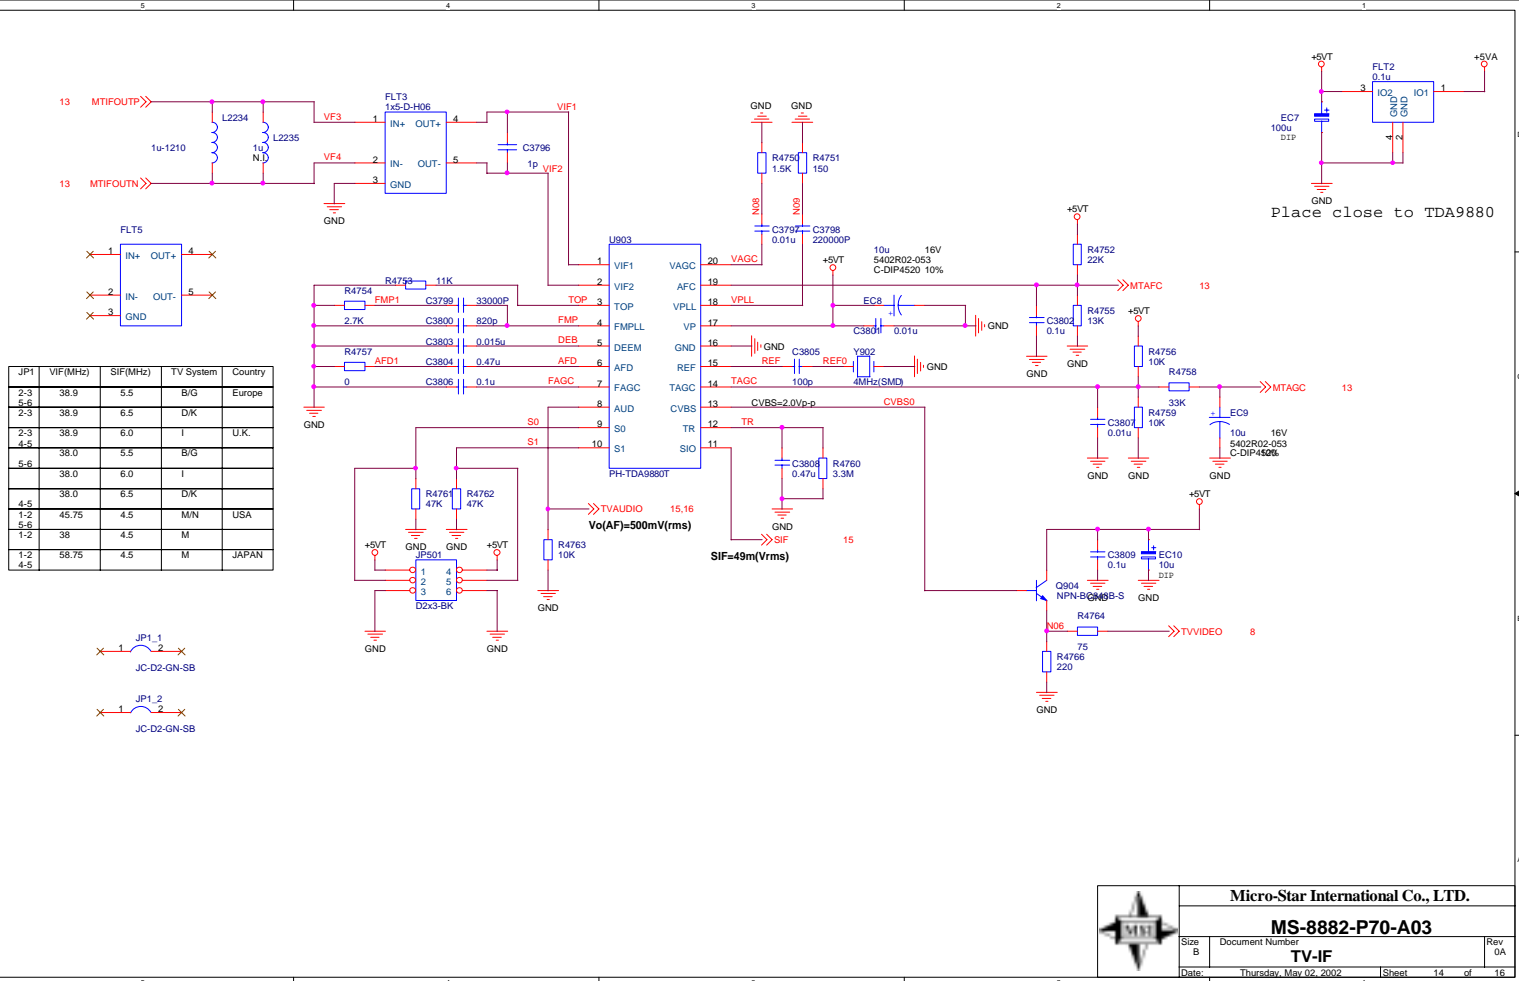 5 4 3 2 1
13 MTIFOUTP
13 MTIFOUTN
L2234
1u-1210
L2235
1u
N.I.
VF3
VF4
FLT3
1x5-D-H06
1 IN+ OUT+ 4
2 IN- OUT- 5
3 GND
GND
VIF1
C3796
1p
VIF2
FLT5
1 IN+ OUT+ 4
2 IN- OUT- 5
3 GND
GND GND
R4750
1.5K
R4751
150
N08
N09
C3797
0.01u
C3798
220000P
VAGC
VPLL
+5VT
FLT2
0.1u
+5VA
3 IO2 IO1 1
GND
GND
4
2
EC7
100u
DIP
GND
Place close to TDA9880
U903
1 VIF1 VAGC 20
2 VIF2 AFC 19
3 TOP VPLL 18
4 FMPLL VP 17
5 DEEM GND 16
6 AFD REF 15
7 FAGC TAGC 14
8 AUD CVBS 13
9 S0 TR 12
10 S1 SIO 11
PH-TDA9880T
R4753 11K
R4754
2.7K
FMP1
C3799 33000P
TOP
C3800 820p
FMP
C3803 0.015u
DEB
R4757
0
AFD1
C3804 0.47u
AFD
C3806 0.1u
FAGC
GND
10u 16V
5402R02-053
C-DIP4520 10%
+5VT
EC8
C3801 0.01u
GND
GND
REF
C3805
100p
REF0
Y902
4MHz(SMD)
GND
TAGC
CVBS=2.0Vp-p
CVBS0
TR
+5VT
R4752
22K
MTAFC 13
C3802
0.1u
R4755
13K
GND
GND
+5VT
R4756
10K
R4758
33K
MTAGC 13
C3807
0.01u
R4759
10K
EC9
10u 16V
5402R02-053
GND GND GND
C3808
0.47u
R4760
3.3M
GND
S0
S1
R4761
47K
R4762
47K
GND GND
+5VT +5VT
JP501
1 4
2 5
3 6
D2x3-BK
GND GND
TVAUDIO 15,16
Vo(AF)=500mV(rms)
R4763
10K
GND
SIF 15
SIF=49m(Vrms)
+5VT
C3809
0.1u
EC10
10u
DIP
GND
GND
Q904
N06
R4764
75
TVVIDEO 8
R4766
220
GND
JP1 VIF(MHz) SIF(MHz) TV System Country
2-3 5-6 38.9 5.5 B/G Europe
2-3 38.9 6.5 D/K
2-3 4-5 38.9 6.0 I U.K.
5-6 38.0 5.5 B/G
38.0 6.0 I
4-5 38.0 6.5 D/K
1-2 5-6 45.75 4.5 M/N USA
1-2 38 4.5 M
1-2 4-5 58.75 4.5 M JAPAN
JP1_1
1 2
JC-D2-GN-SB
JP1_2
1 2
JC-D2-GN-SB
MSI
Micro-Star International Co., LTD.
MS-8882-P70-A03
Size
B
Document Number
TV-IF
Rev
0A
Date: Thursday, May 02, 2002 Sheet 14 of 16